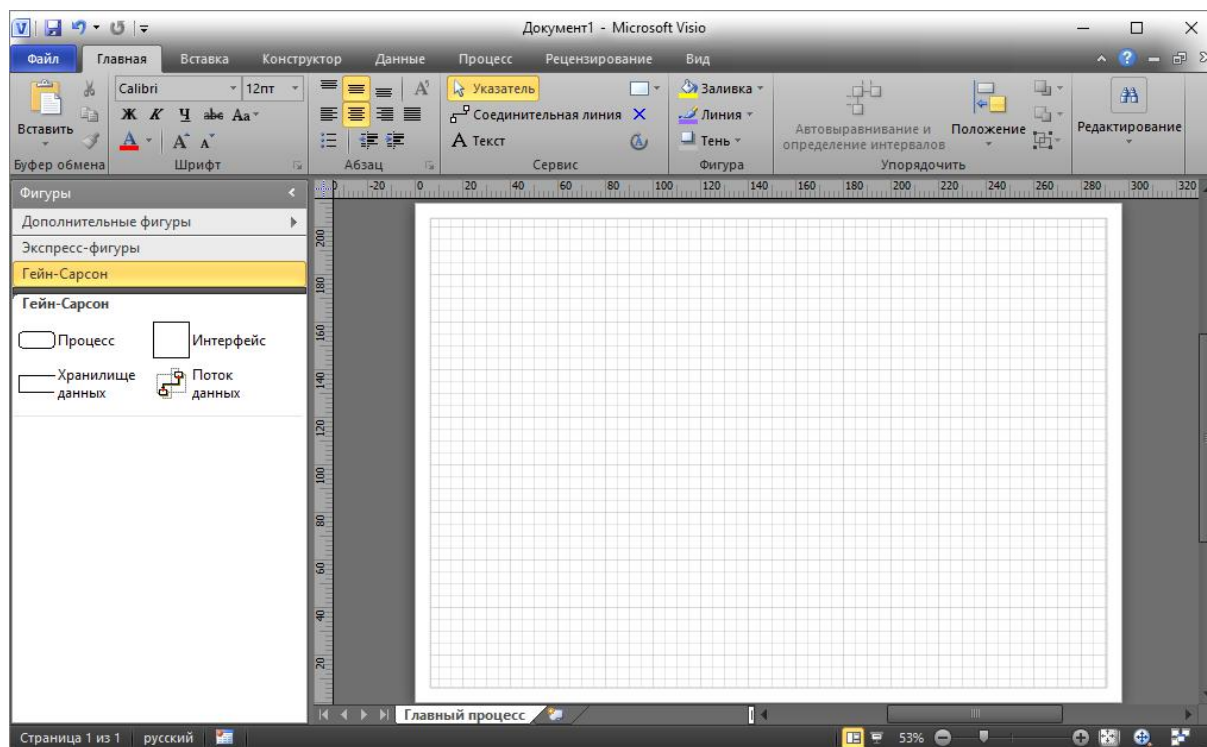 Документ1 - Microsoft Visio
Файл Главная Вставка Конструктор Данные Процесс Рецензирование Вид
Calibri 12пт Указатель Заливка
Ж К Ч abc Aa Соединительная линия Линия
Вставить A A A A Текст Тень Автовыравнивание и определение интервалов Положение Редактирование
Буфер обмена Шрифт Абзац Сервис Фигура Упорядочить
Фигуры
-20 0 20 40 60 80 100 120 140 160 180 200 220 240 260 280 300 320
Дополнительные фигуры
Экспресс-фигуры
Гейн-Сарсон
Гейн-Сарсон
Процесс Интерфейс
Хранилище Поток
данных данных
200
180
160
140
120
100
80
60
40
20
Главный процесс
Страница 1 из 1 русский 53%